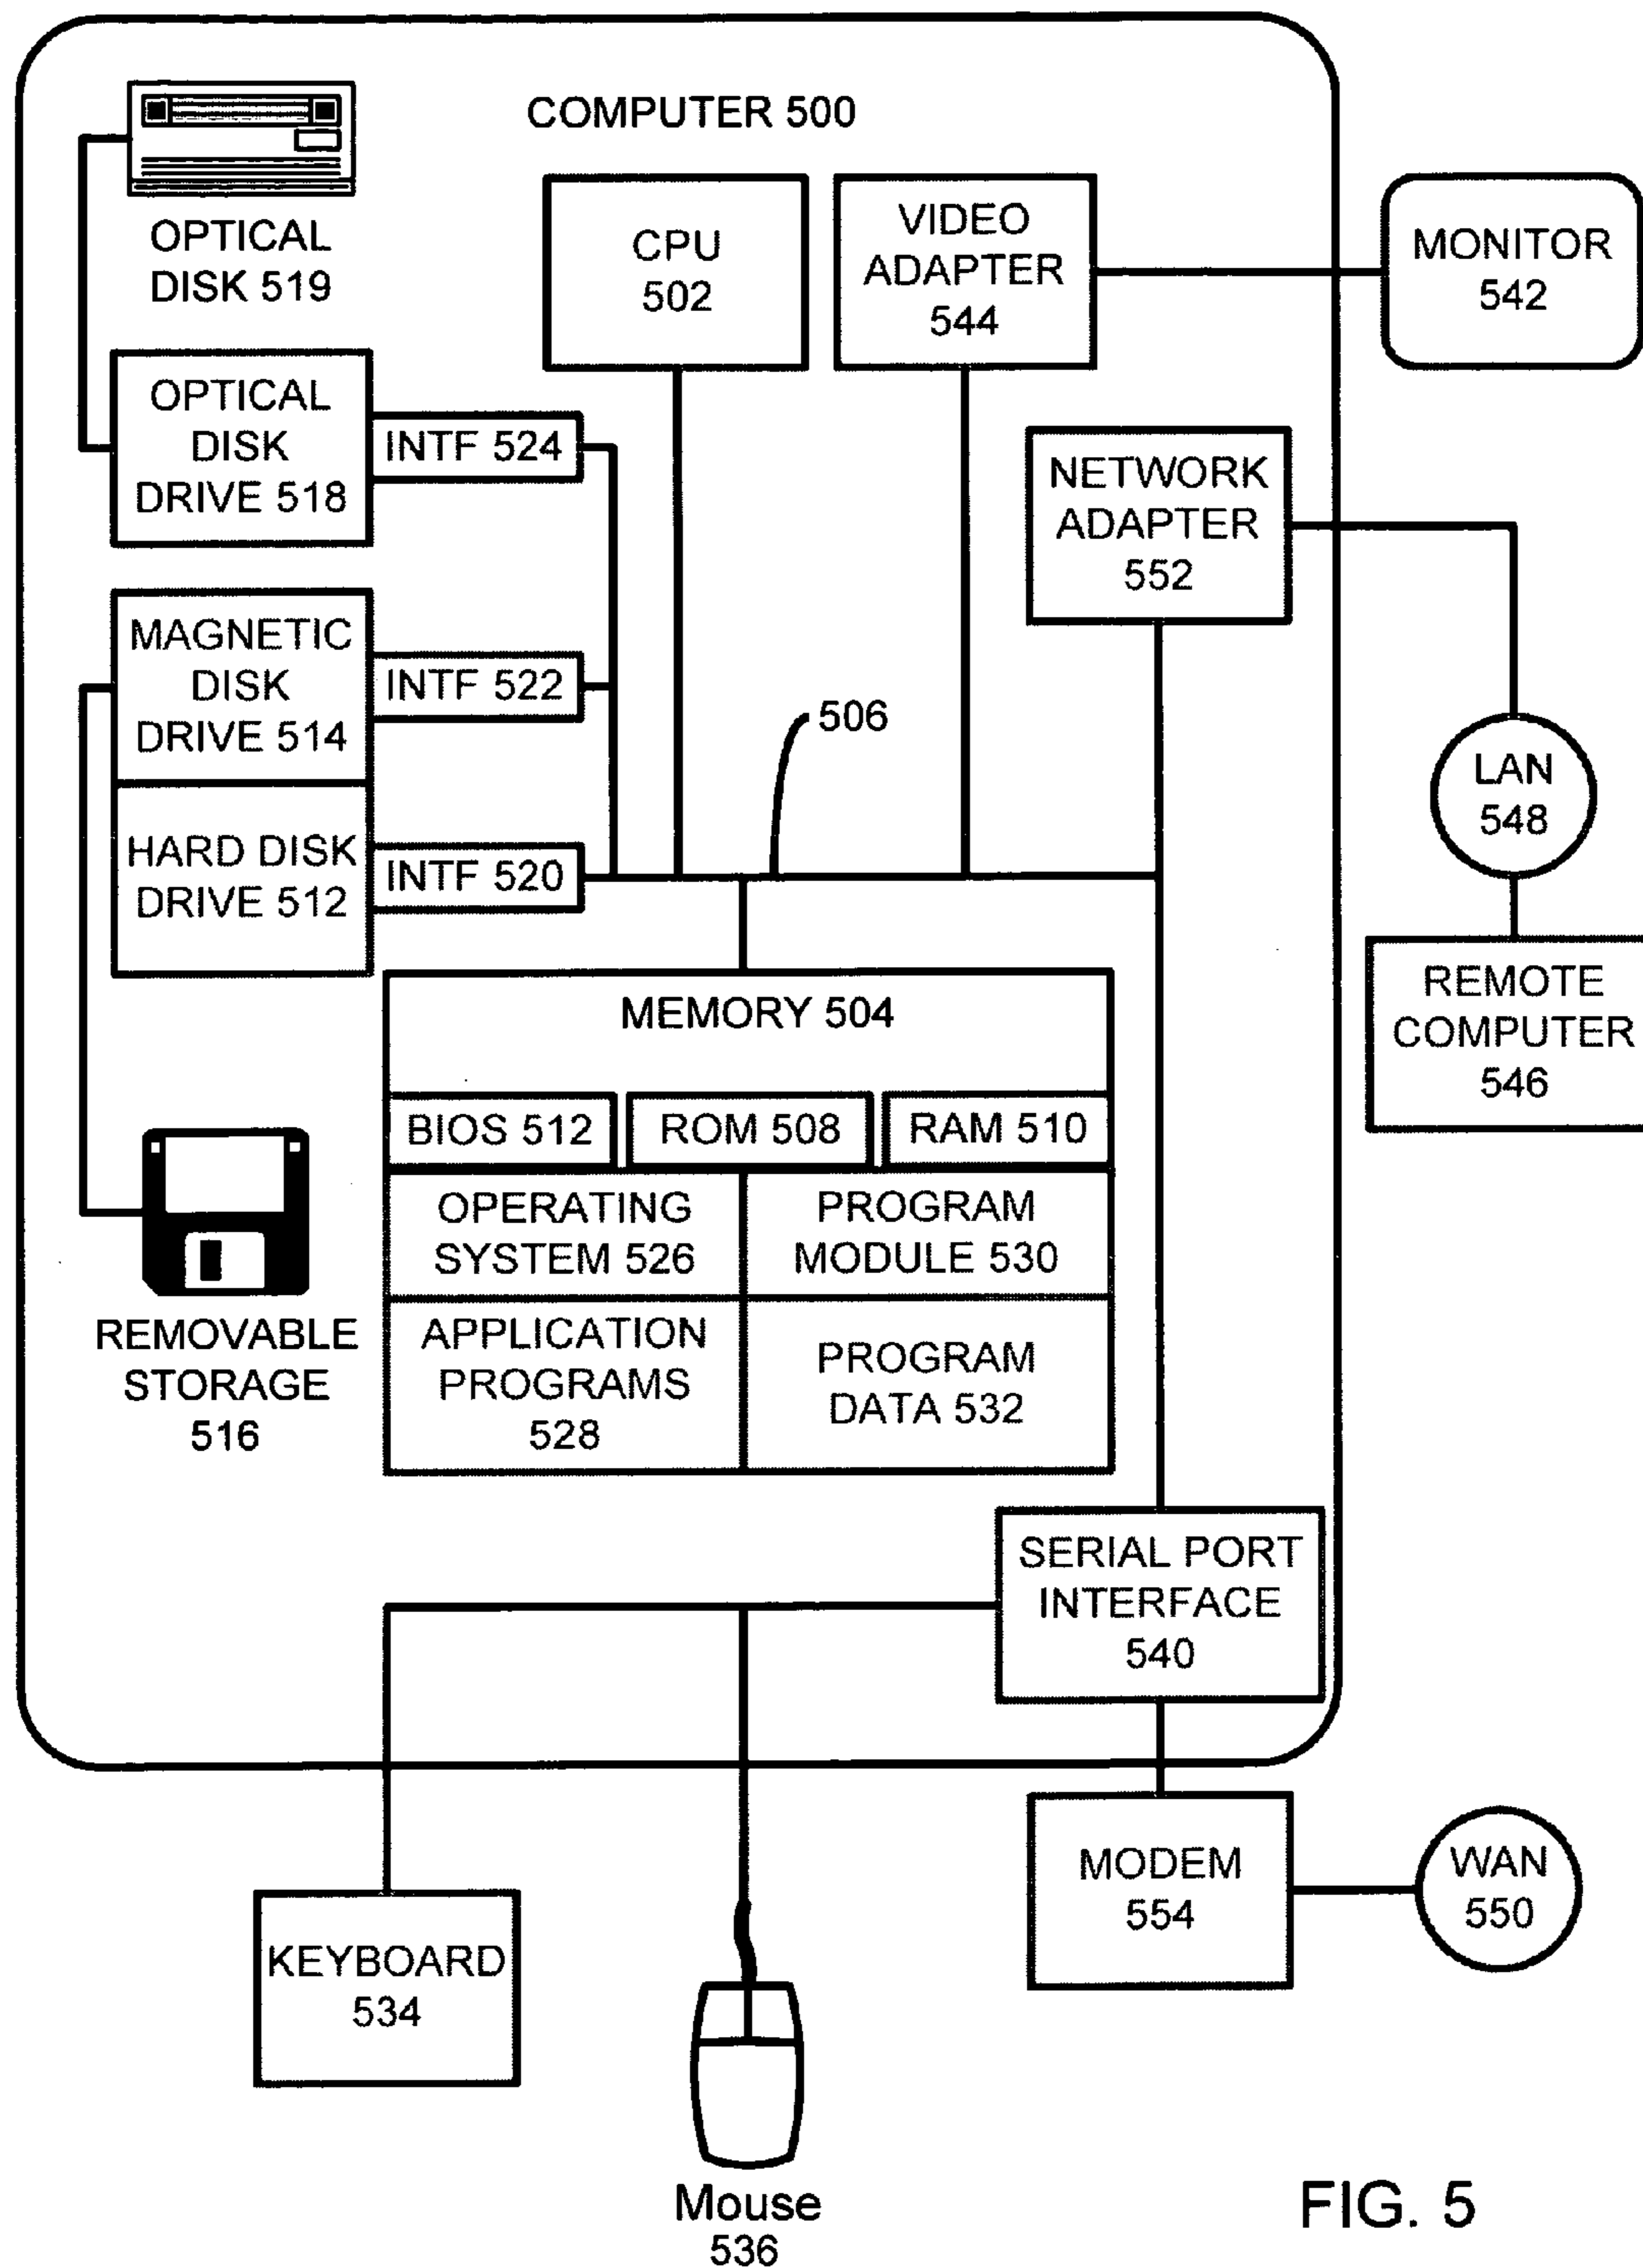 COMPUTER 500
OPTICAL
DISK 519
CPU
502
VIDEO
ADAPTER
544
MONITOR
542
OPTICAL
DISK
DRIVE 518
INTF 524
NETWORK
ADAPTER
552
MAGNETIC
DISK
DRIVE 514
INTF 522
506
LAN
548
HARD DISK
DRIVE 512
INTF 520
REMOTE
COMPUTER
546
MEMORY 504
BIOS 512
ROM 508
RAM 510
OPERATING
SYSTEM 526
PROGRAM
MODULE 530
REMOVABLE
STORAGE
516
APPLICATION
PROGRAMS
528
PROGRAM
DATA 532
SERIAL PORT
INTERFACE
540
MODEM
554
WAN
550
KEYBOARD
534
Mouse
536
FIG. 5